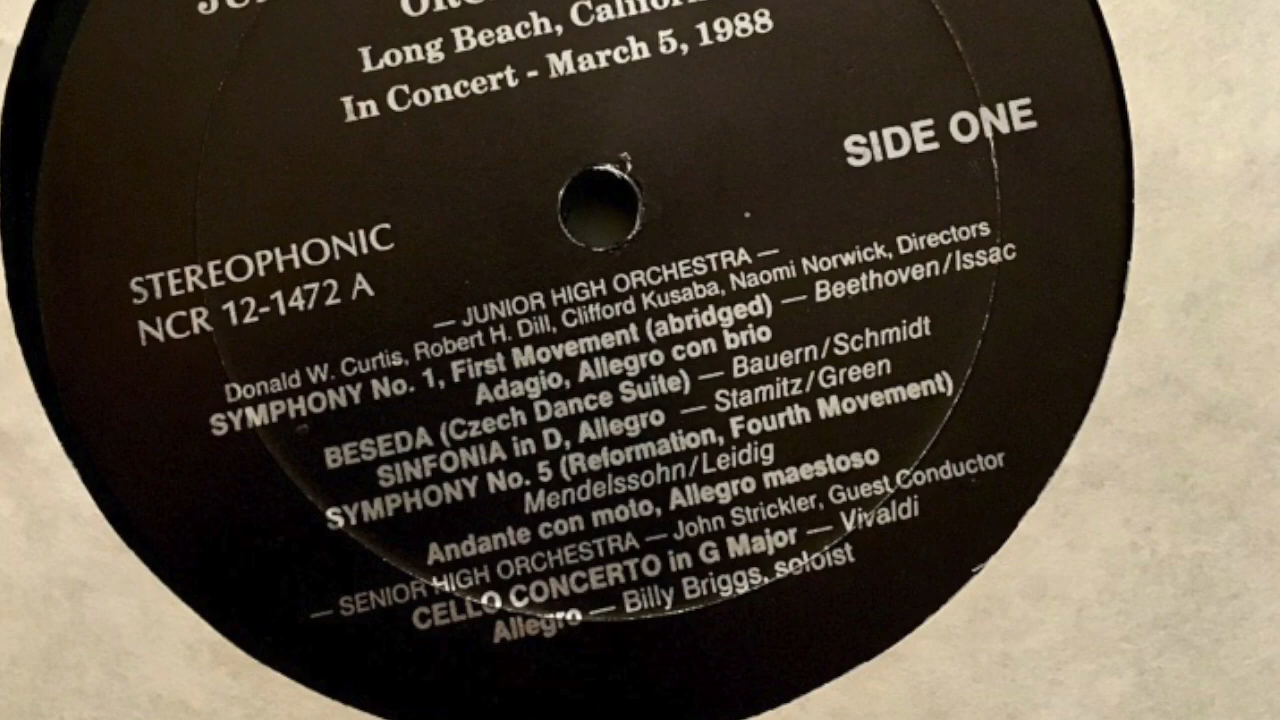 Long Beach,
In Concert - March 5, 1988
SIDE ONE
STEREOPHONIC
NCR 12-1472 A
— JUNIOR HIGH ORCHESTRA —
Donald W. Curtis, Robert H. Dill, Clifford Kusaba, Naomi Norwick, Directors
SYMPHONY No. 1, First Movement (abridged) — Beethoven/Issac
Adagio, Allegro con brio
BESEDA (Czech Dance Suite) — Bauern/Schmidt
SINFONIA in D, Allegro — Stamitz/Green
SYMPHONY No. 5 (Reformation, Fourth Movement)
Mendelssohn/Leidig
Andante con moto, Allegro maestoso
— SENIOR HIGH ORCHESTRA — John Strickler, Guest Conductor
CELLO CONCERTO in G Major — Vivaldi
Allegro — Billy Briggs, soloist